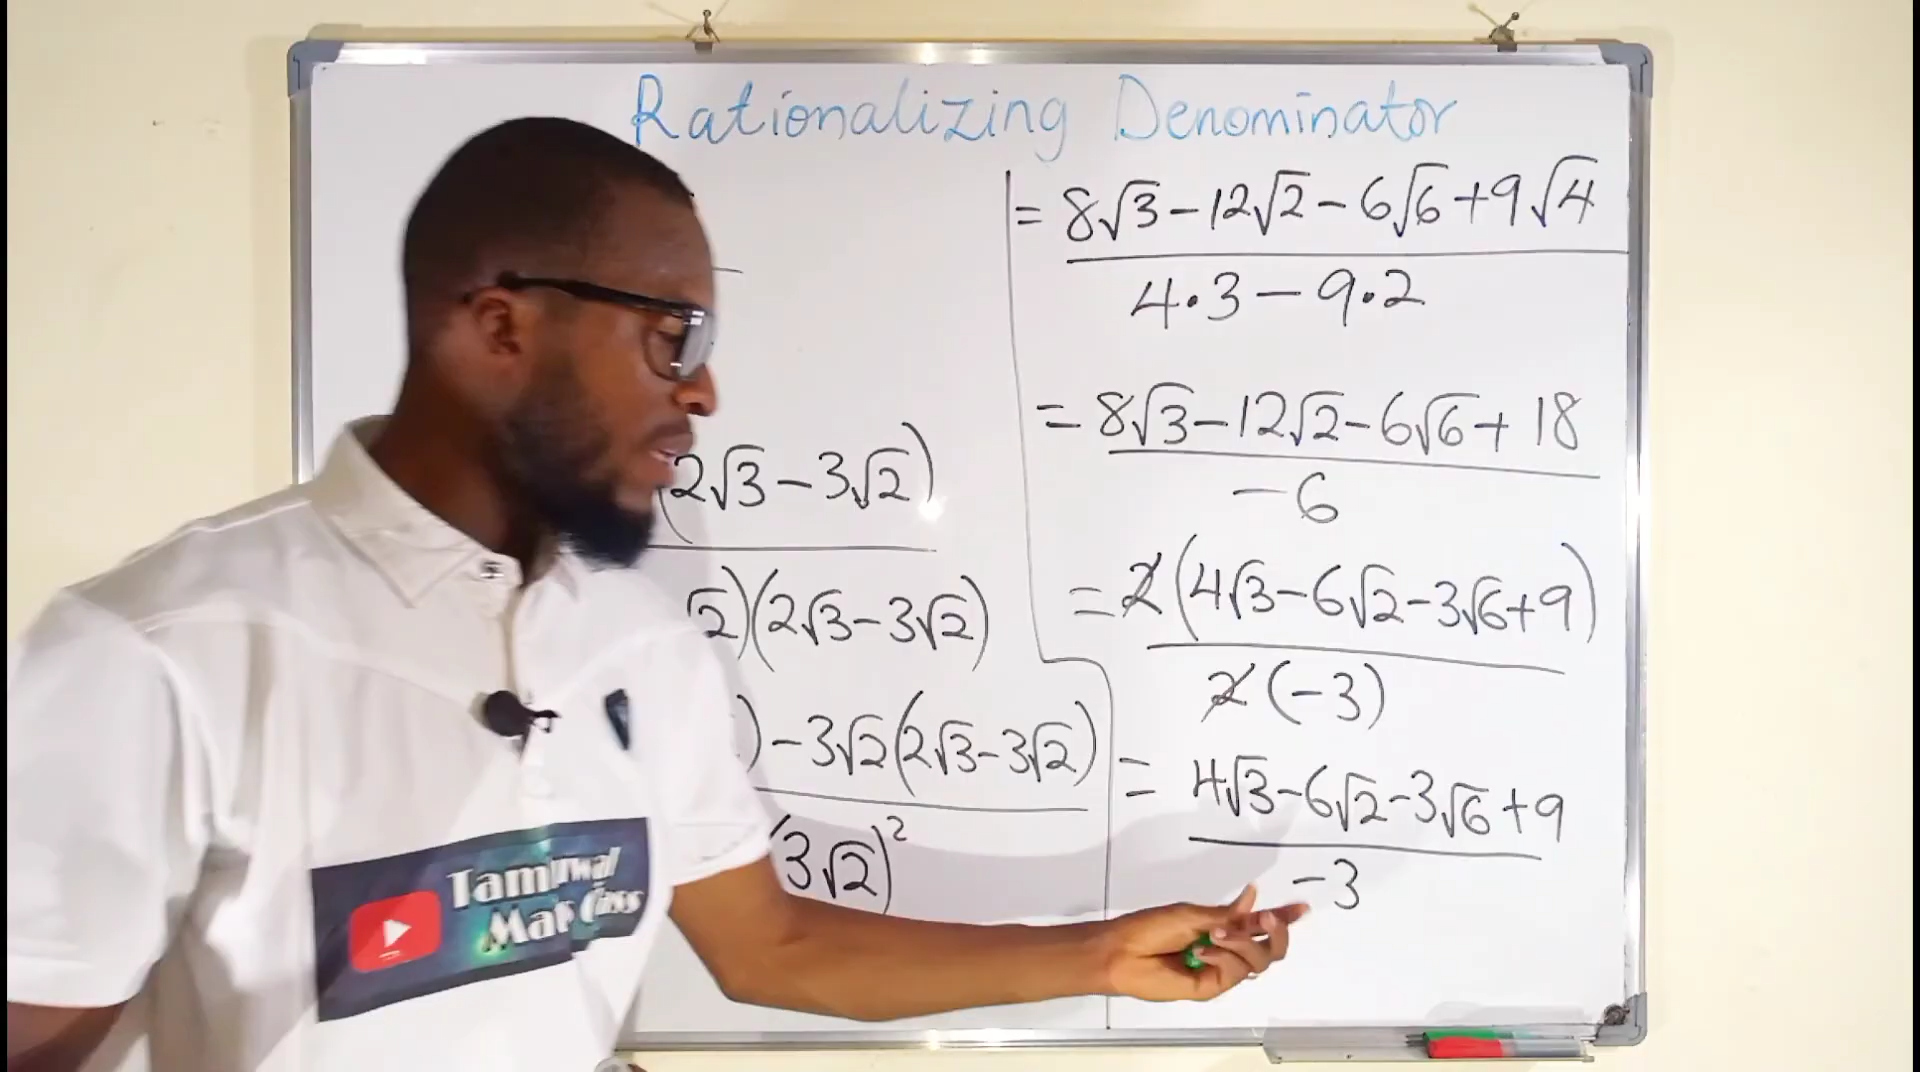 Rationalizing Denominator
(2√3 - 3√2)
√2)(2√3 - 3√2)
) - 3√2(2√3 - 3√2)
(3√2)²
= 8√3 - 12√2 - 6√6 + 9√4
4•3 - 9•2
= 8√3 - 12√2 - 6√6 + 18
-6
= 2(4√3 - 6√2 - 3√6 + 9)
2(-3)
= 4√3 - 6√2 - 3√6 + 9
-3